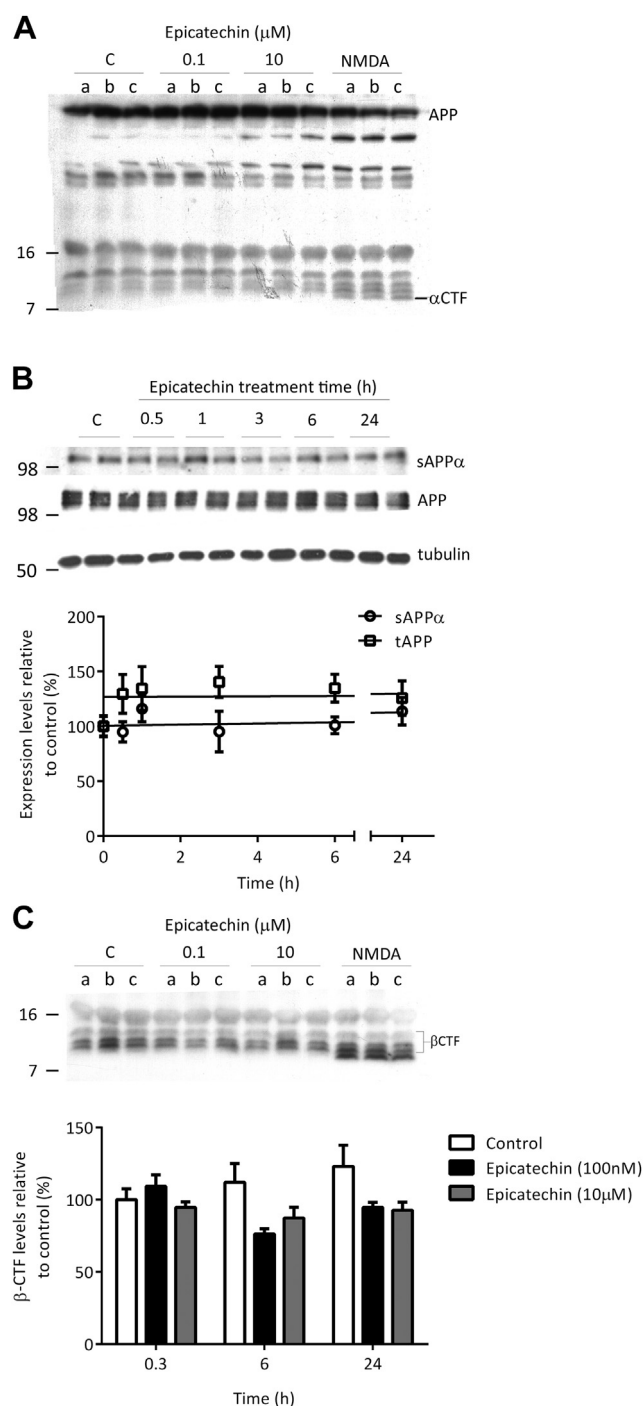 A
Epicatechin (μM)
C 0.1 10 NMDA
a b c a b c a b c a b c
APP
16
7
αCTF
B
Epicatechin treatment time (h)
C 0.5 1 3 6 24
98
sAPPα
98
APP
50
tubulin
Expression levels relative
to control (%)
200
150
100
50
0
sAPPα
tAPP
0 2 4 6 24
Time (h)
C
Epicatechin (μM)
C 0.1 10 NMDA
a b c a b c a b c a b c
16
βCTF
7
β-CTF levels relative
to control (%)
150
100
50
0
Control
Epicatechin (100nM)
Epicatechin (10μM)
0.3 6 24
Time (h)